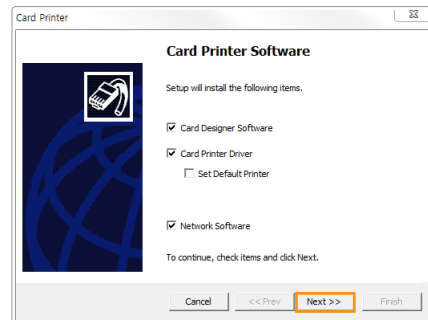 Card Printer
Card Printer Software
Setup will install the following items.
Card Designer Software
Card Printer Driver
Set Default Printer
Network Software
To continue, check items and click Next.
Cancel
<< Prev
Next >>
Finish